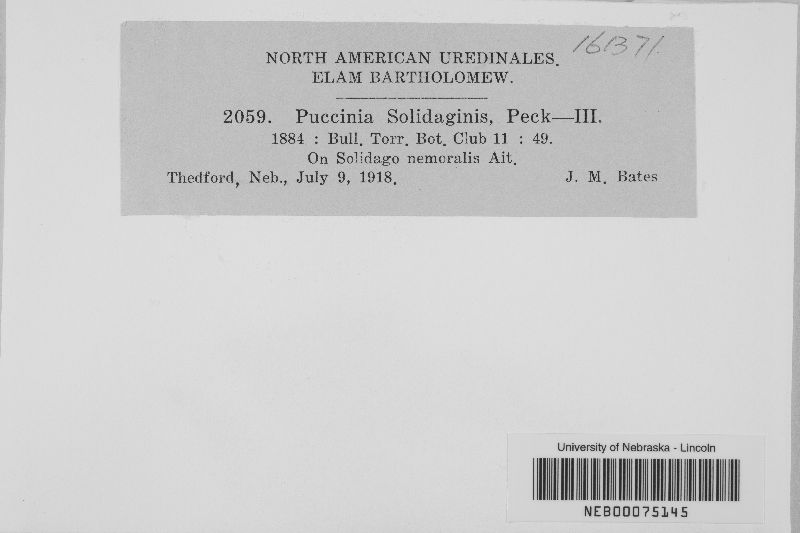 161371.
NORTH AMERICAN UREDINALES.
ELAM BARTHOLOMEW.
2059. Puccinia Solidaginis, Peck—III.
1884 : Bull. Torr. Bot. Club 11 : 49.
On Solidago nemoralis Ait.
Thedford, Neb., July 9, 1918. J. M. Bates
University of Nebraska - Lincoln
NEB00075145